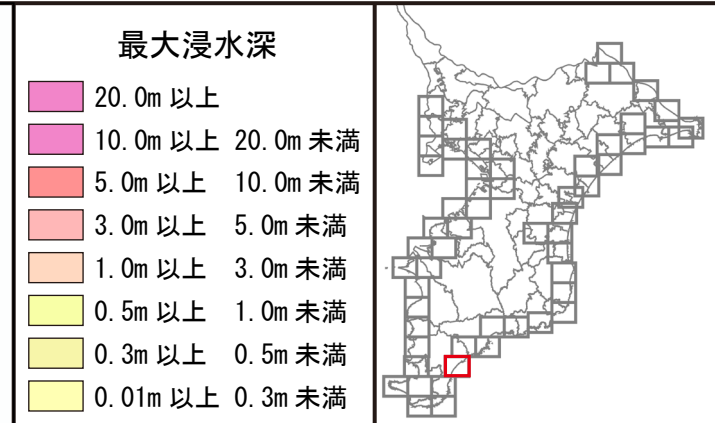 最大浸水深
20.0m 以上
10.0m 以上 20.0m 未満
5.0m 以上 10.0m 未満
3.0m 以上 5.0m 未満
1.0m 以上 3.0m 未満
0.5m 以上 1.0m 未満
0.3m 以上 0.5m 未満
0.01m 以上 0.3m 未満